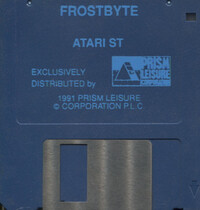 FROSTBYTE
ATARI ST
EXCLUSIVELY
DISTRIBUTED by
PRISM
LEISURE
CORPORATION
1991 PRISM LEISURE
© CORPORATION P.L.C.